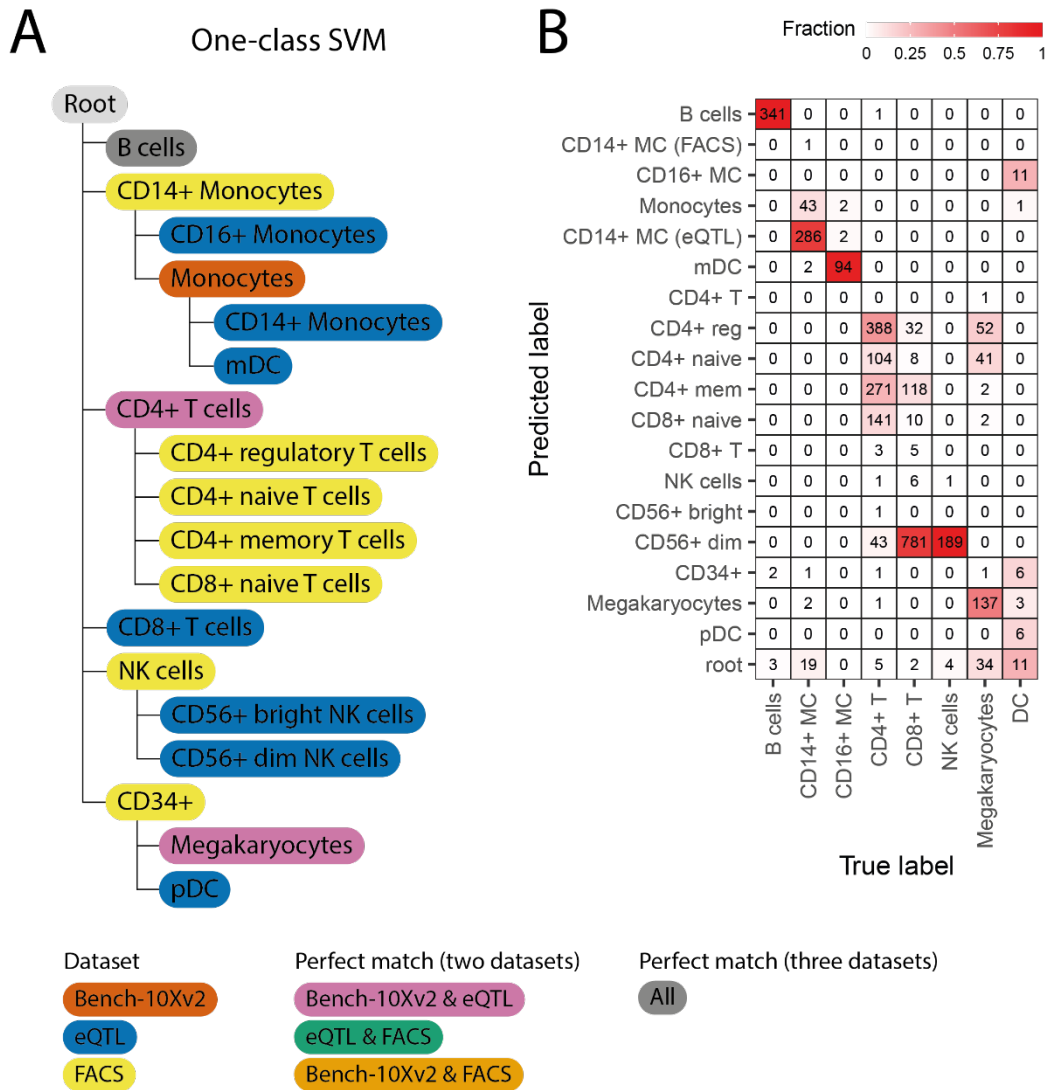 A
One-class SVM
Root
B cells
CD14+ Monocytes
CD16+ Monocytes
Monocytes
CD14+ Monocytes
mDC
CD4+ T cells
CD4+ regulatory T cells
CD4+ naive T cells
CD4+ memory T cells
CD8+ naive T cells
CD8+ T cells
NK cells
CD56+ bright NK cells
CD56+ dim NK cells
CD34+
Megakaryocytes
pDC
Dataset
Bench-10Xv2
eQTL
FACS
Perfect match (two datasets)
Bench-10Xv2 & eQTL
eQTL & FACS
Bench-10Xv2 & FACS
Perfect match (three datasets)
All
B
Fraction
0 0.25 0.5 0.75 1
Predicted label
B cells 341 0 0 1 0 0 0 0
CD14+ MC (FACS) 0 1 0 0 0 0 0 0
CD16+ MC 0 0 0 0 0 0 0 11
Monocytes 0 43 2 0 0 0 0 1
CD14+ MC (eQTL) 0 286 2 0 0 0 0 0
mDC 0 2 94 0 0 0 0 0
CD4+ T 0 0 0 0 0 0 1 0
CD4+ reg 0 0 0 388 32 0 52 0
CD4+ naive 0 0 0 104 8 0 41 0
CD4+ mem 0 0 0 271 118 0 2 0
CD8+ naive 0 0 0 141 10 0 2 0
CD8+ T 0 0 0 3 5 0 0 0
NK cells 0 0 0 1 6 1 0 0
CD56+ bright 0 0 0 1 0 0 0 0
CD56+ dim 0 0 0 43 781 189 0 0
CD34+ 2 1 0 1 0 0 1 6
Megakaryocytes 0 2 0 1 0 0 137 3
pDC 0 0 0 0 0 0 0 6
root 3 19 0 5 2 4 34 11
B cells
CD14+ MC
CD16+ MC
CD4+ T
CD8+ T
NK cells
Megakaryocytes
DC
True label